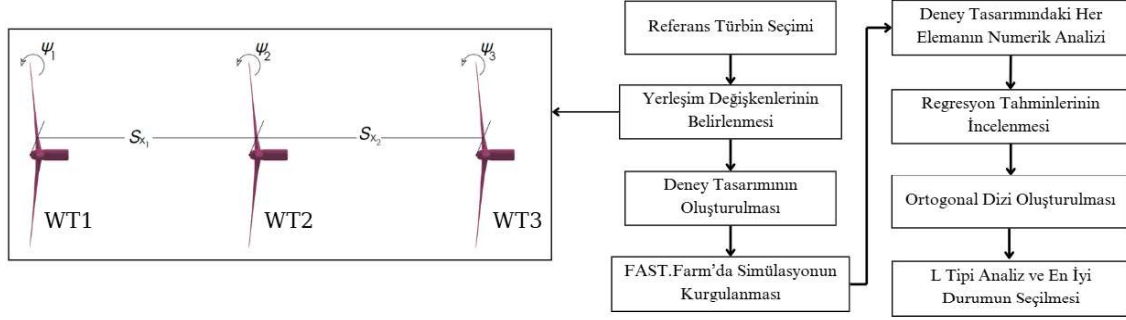 ψ1
ψ2
ψ3
Sx1
Sx2
WT1
WT2
WT3
Referans Türbin Seçimi
Yerleşim Değişkenlerinin
Belirlenmesi
Deney Tasarımının
Oluşturulması
FAST.Farm’da Simülasyonun
Kurgulanması
Deney Tasarımındaki Her
Elemanın Numerik Analizi
Regresyon Tahminlerinin
İncelenmesi
Ortogonal Dizi Oluşturulması
L Tipi Analiz ve En İyi
Durumun Seçilmesi